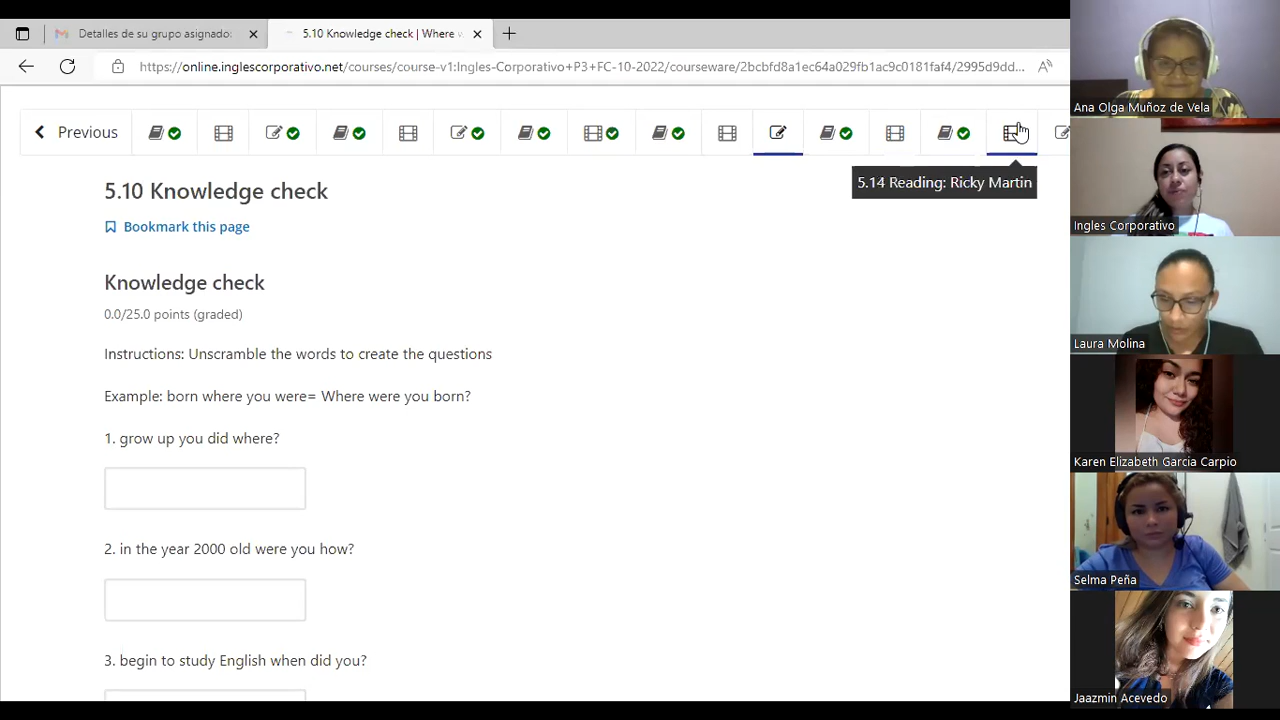 Detalles de su grupo asignado:
5.10 Knowledge check | Where v
https://online.inglescorporativo.net/courses/course-v1:Ingles-Corporativo+P3+FC-10-2022/courseware/2bcbfd8a1ec64a029fb1ac9c0181faf4/2995d9dd...
Previous
5.14 Reading: Ricky Martin
5.10 Knowledge check
Bookmark this page
Knowledge check
0.0/25.0 points (graded)
Instructions: Unscramble the words to create the questions
Example: born where you were= Where were you born?
1. grow up you did where?
2. in the year 2000 old were you how?
3. begin to study English when did you?
Ana Olga Muñoz de Vela
Ingles Corporativo
Laura Molina
Karen Elizabeth Garcia Carpio
Selma Peña
Jaazmin Acevedo